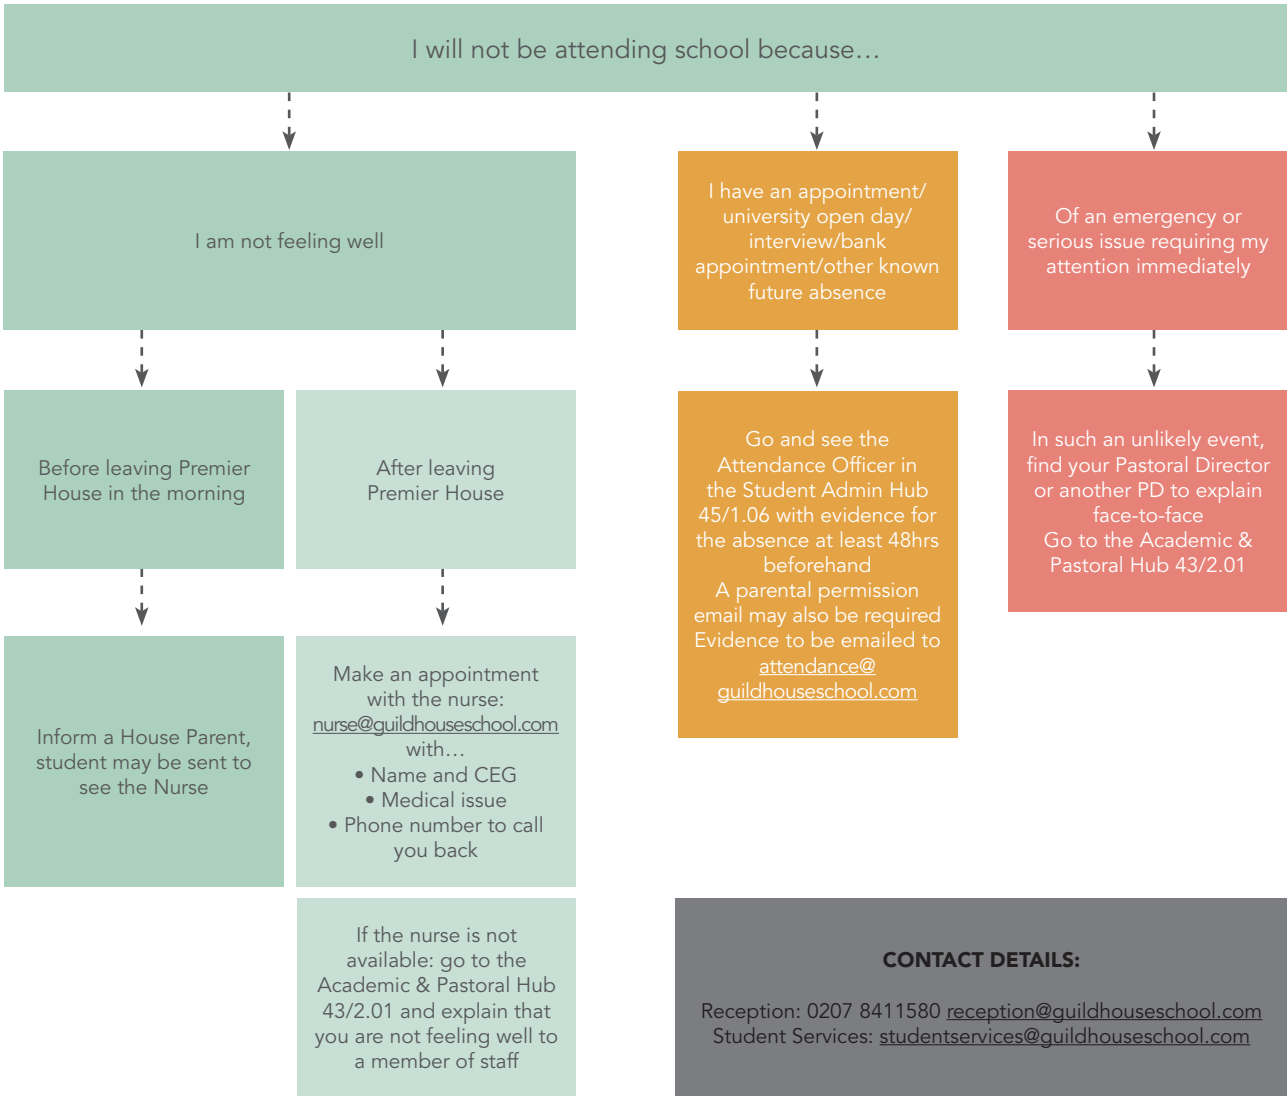 I will not be attending school because…
I am not feeling well
I have an appointment/
university open day/
interview/bank
appointment/other known
future absence
Of an emergency or
serious issue requiring my
attention immediately
Before leaving Premier
House in the morning
After leaving
Premier House
Go and see the
Attendance Officer in
the Student Admin Hub
45/1.06 with evidence for
the absence at least 48hrs
beforehand
A parental permission
email may also be required
Evidence to be emailed to
attendance@
guildhouseschool.com
In such an unlikely event,
find your Pastoral Director
or another PD to explain
face-to-face
Go to the Academic &
Pastoral Hub 43/2.01
Inform a House Parent,
student may be sent to
see the Nurse
Make an appointment
with the nurse:
nurse@guildhouseschool.com
with…
• Name and CEG
• Medical issue
• Phone number to call
you back
If the nurse is not
available: go to the
Academic & Pastoral Hub
43/2.01 and explain that
you are not feeling well to
a member of staff
CONTACT DETAILS:
Reception: 0207 8411580 reception@guildhouseschool.com
Student Services: studentservices@guildhouseschool.com